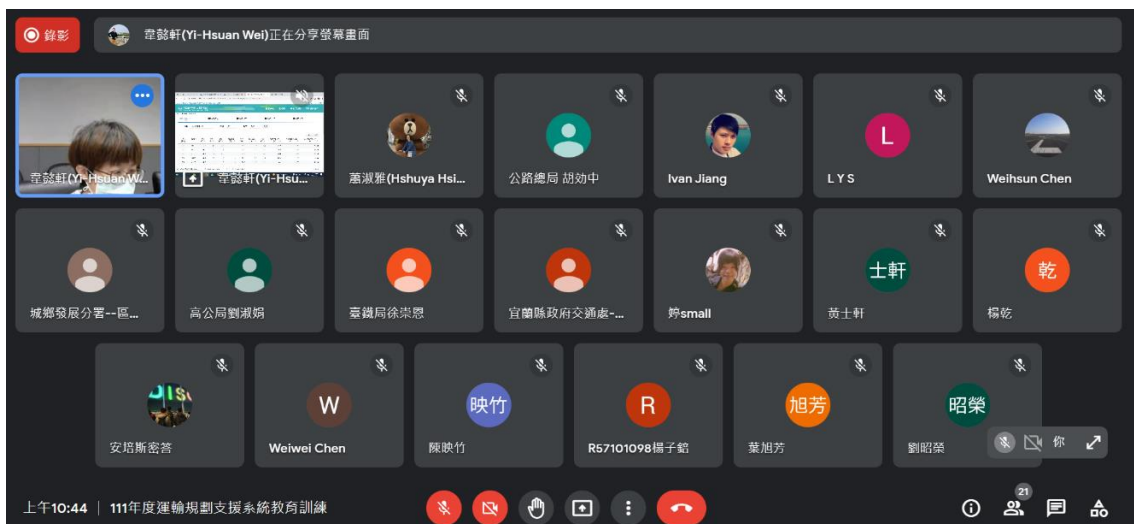 錄影
韋懿軒(Yi-Hsuan Wei)正在分享螢幕畫面
韋懿軒(Yi-Hsuan W...
韋懿軒(Yi-Hsu...
蕭淑雅(Hshuya Hsi...
公路總局 胡効中
Ivan Jiang
L
L Y S
Weihsun Chen
城鄉發展分署--區...
高公局劉淑娟
臺鐵局徐崇恩
宜蘭縣政府交通處-...
婷small
士軒
黃士軒
乾
楊乾
安培斯密荅
W
Weiwei Chen
映竹
陳映竹
R
R57101098楊子錩
旭芳
葉旭芳
昭榮
劉昭榮
你
上午10:44 | 111年度運輸規劃支援系統教育訓練
21